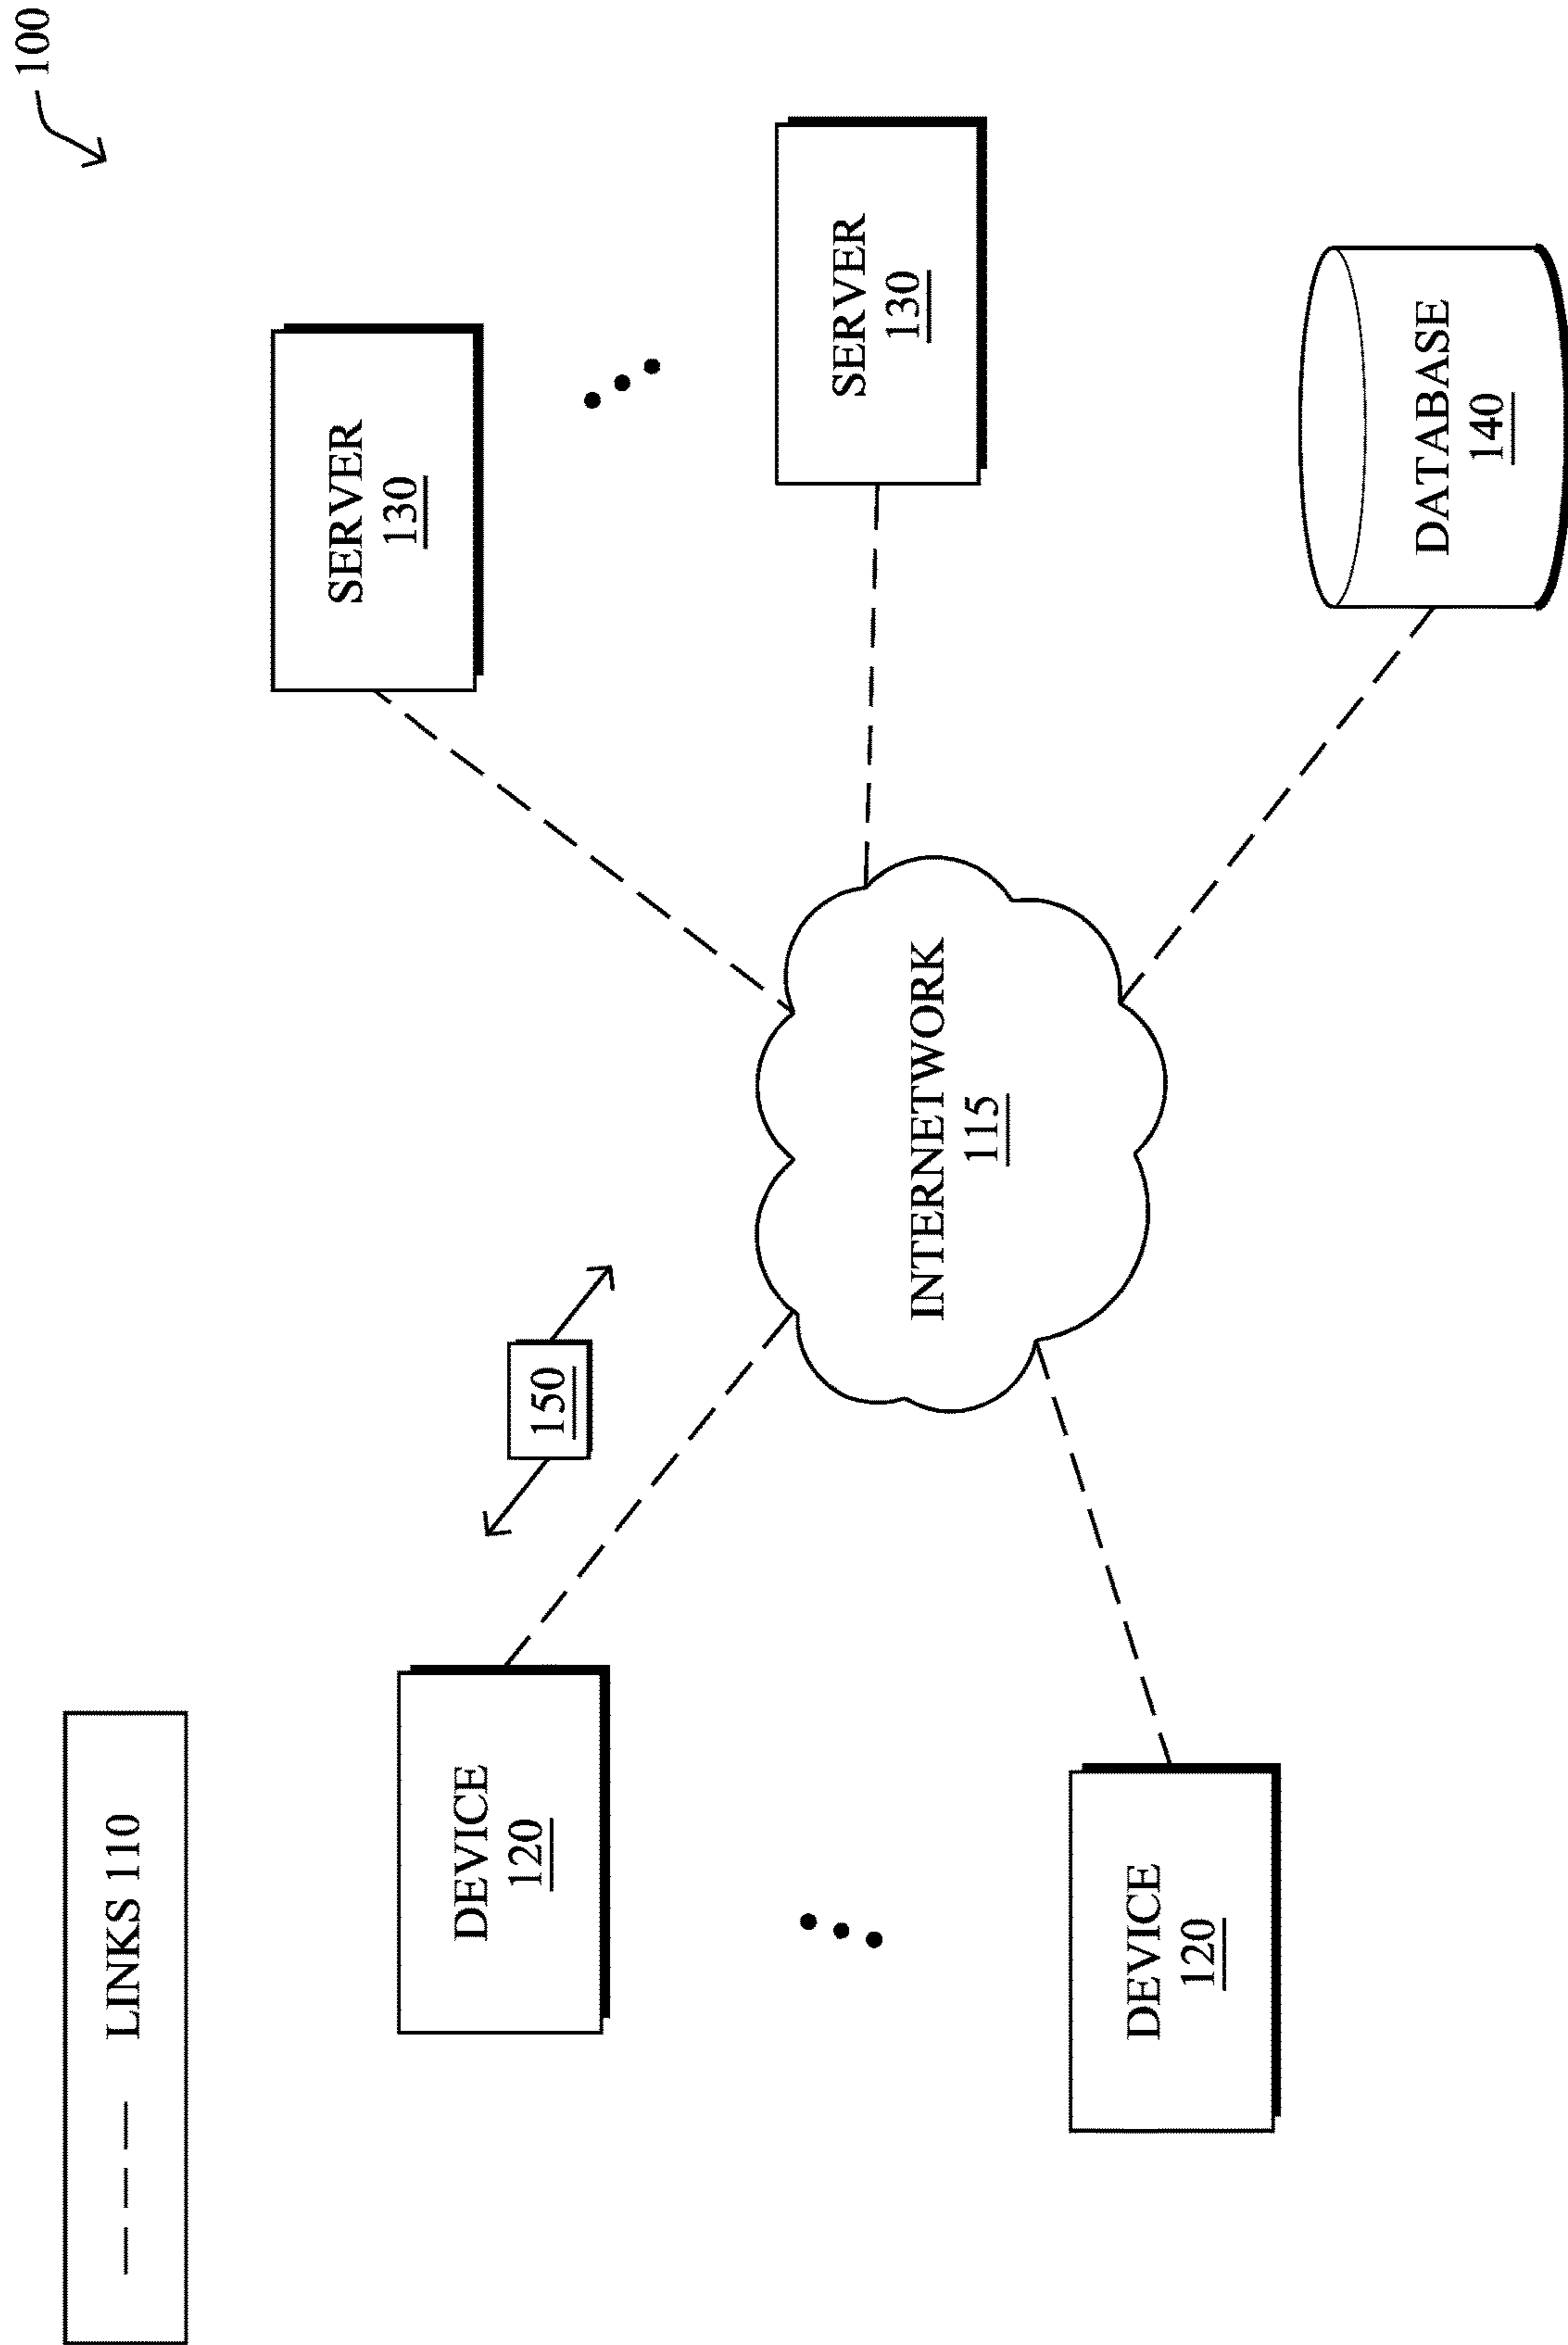 100
LINKS 110
SERVER
130
DEVICE
120
150
SERVER
130
INTERNETWORK
115
DEVICE
120
DATABASE
140